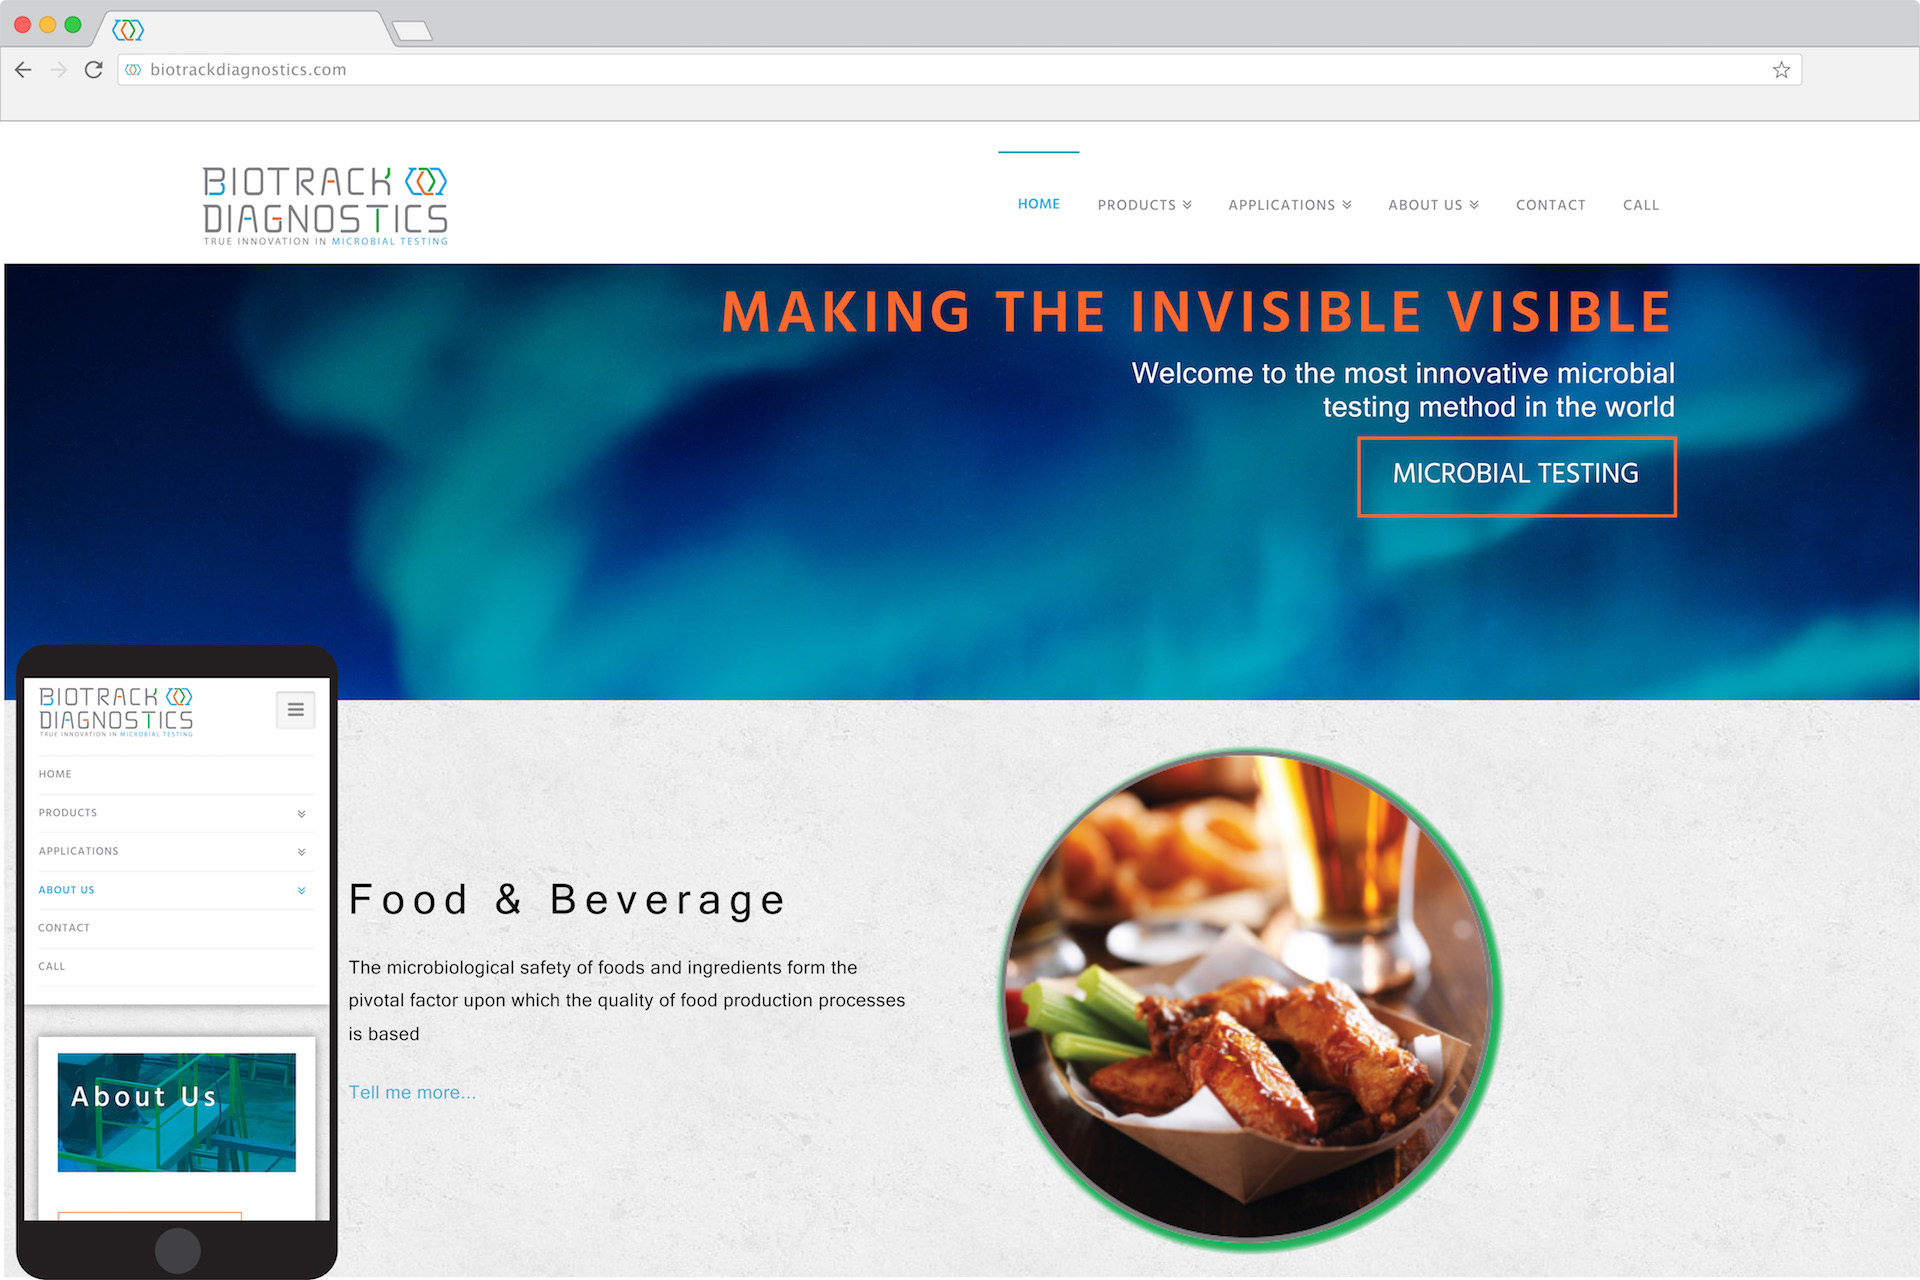 biotrackdiagnostics.com
BIOTRACK
DIAGNOSTICS
TRUE INNOVATION IN MICROBIAL TESTING
HOME PRODUCTS APPLICATIONS ABOUT US CONTACT CALL
MAKING THE INVISIBLE VISIBLE
Welcome to the most innovative microbial
testing method in the world
MICROBIAL TESTING
BIOTRACK
DIAGNOSTICS
TRUE INNOVATION IN MICROBIAL TESTING
HOME
PRODUCTS
APPLICATIONS
ABOUT US
CONTACT
CALL
About Us
Food & Beverage
The microbiological safety of foods and ingredients form the
pivotal factor upon which the quality of food production processes
is based
Tell me more...